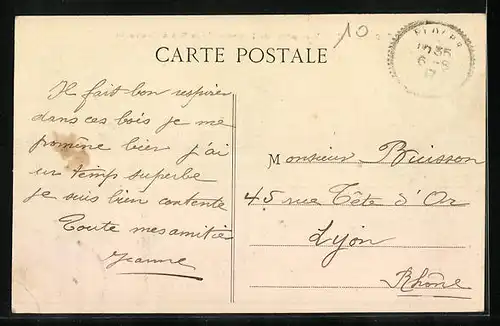 10
CARTE POSTALE
Il fait bon respirer
dans ces bois je me
promène bien j'ai
un temps superbe
je suis bien contente
Toute mes amitiés
Jeanne
Monsieur Buisson
45 rue Tête d'Or
Lyon
Rhône